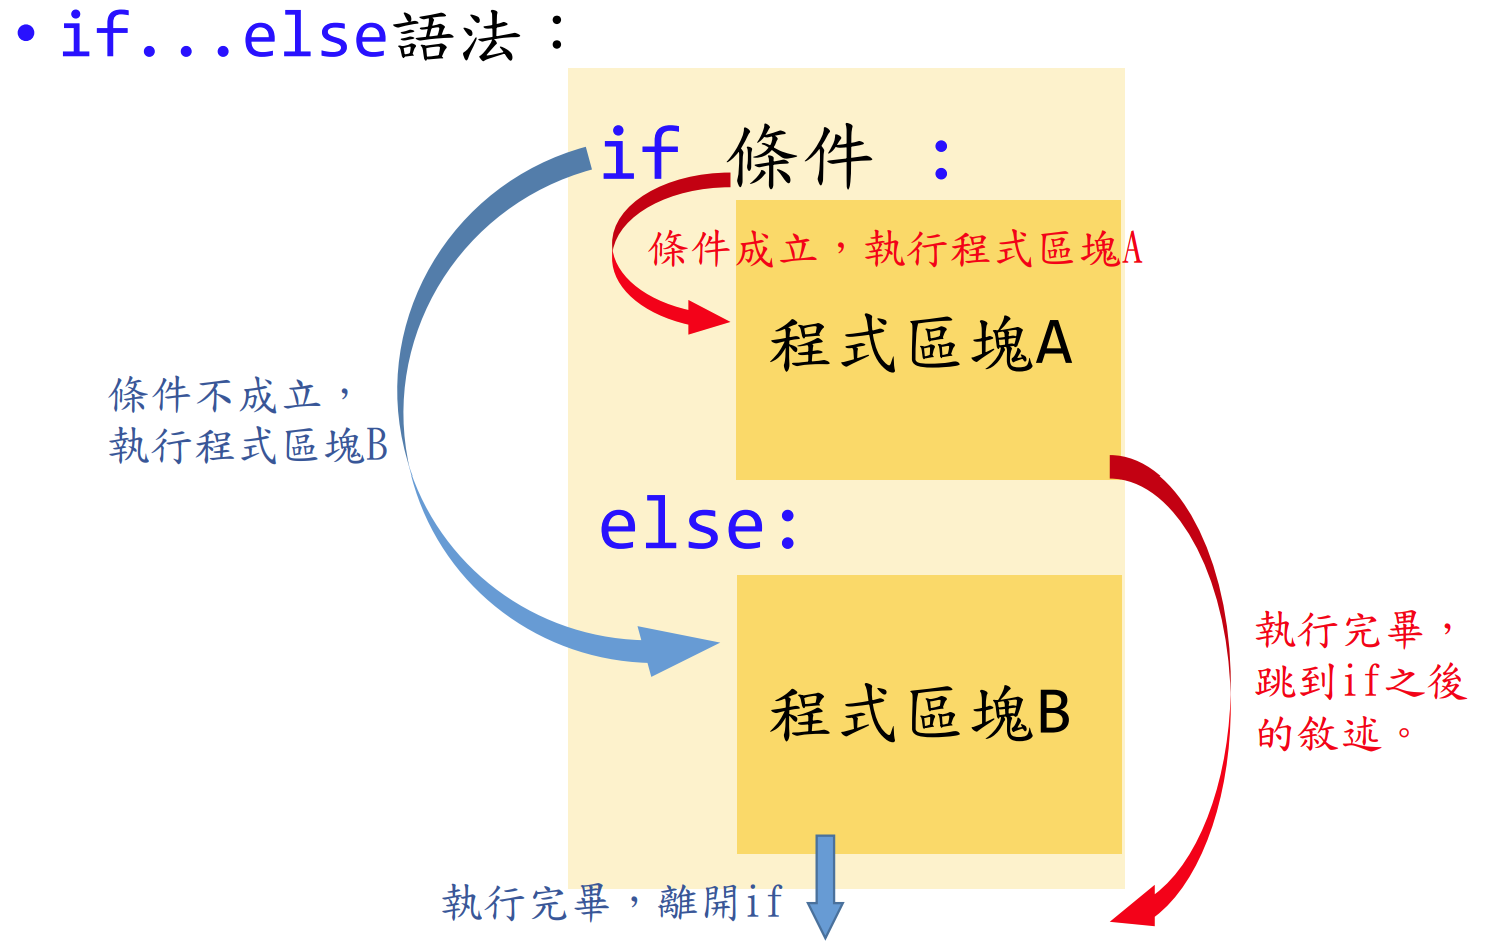 • if...else語法：
if 條件 :
條件成立，執行程式區塊A
程式區塊A
條件不成立，
執行程式區塊B
else:
程式區塊B
執行完畢，
跳到if之後
的敘述。
執行完畢，離開if